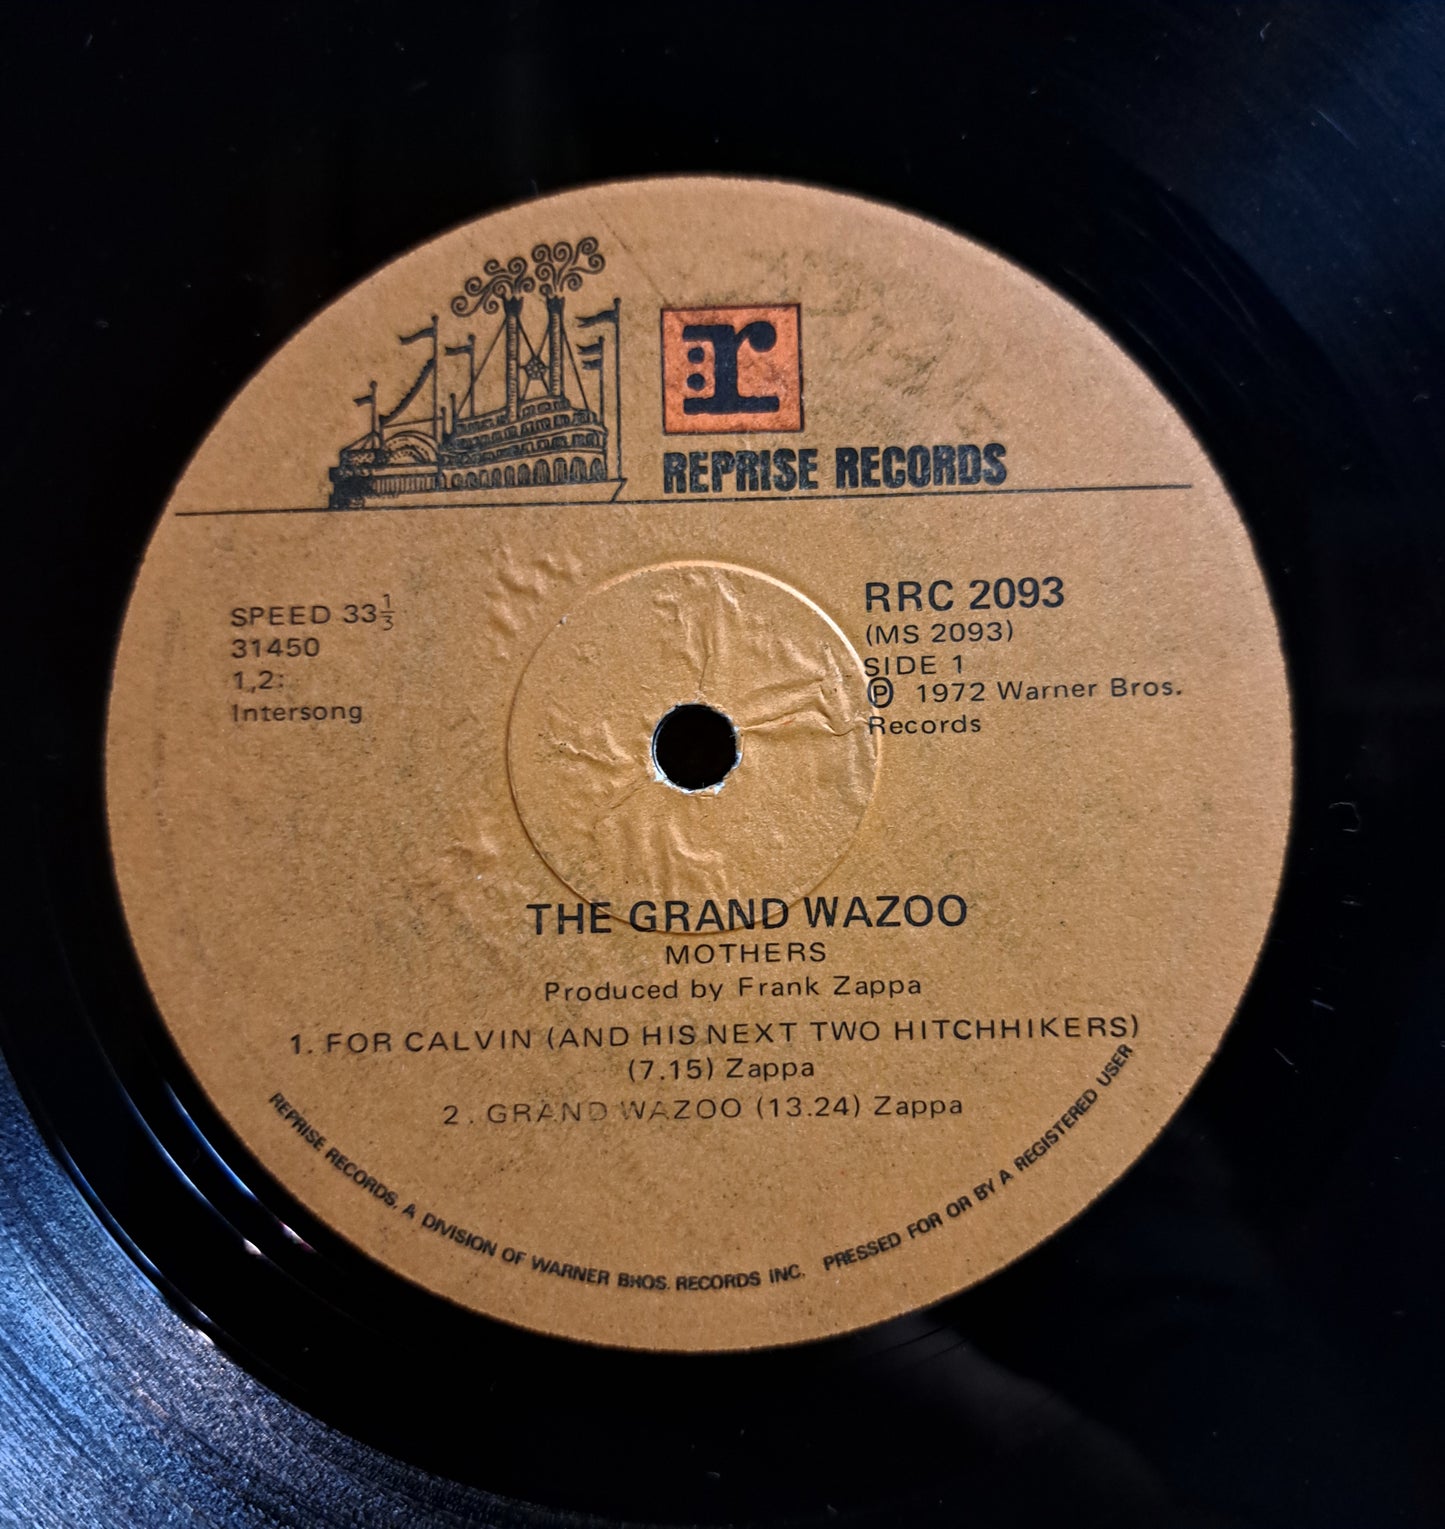 r
REPRISE RECORDS
SPEED 33 1/3
31450
1,2:
Intersong
RRC 2093
(MS 2093)
SIDE 1
Ⓟ 1972 Warner Bros.
Records
THE GRAND WAZOO
MOTHERS
Produced by Frank Zappa
1. FOR CALVIN (AND HIS NEXT TWO HITCHHIKERS)
(7.15) Zappa
2. GRAND WAZOO (13.24) Zappa
REPRISE RECORDS, A DIVISION OF WARNER BROS. RECORDS INC. PRESSED FOR OR BY A REGISTERED USER